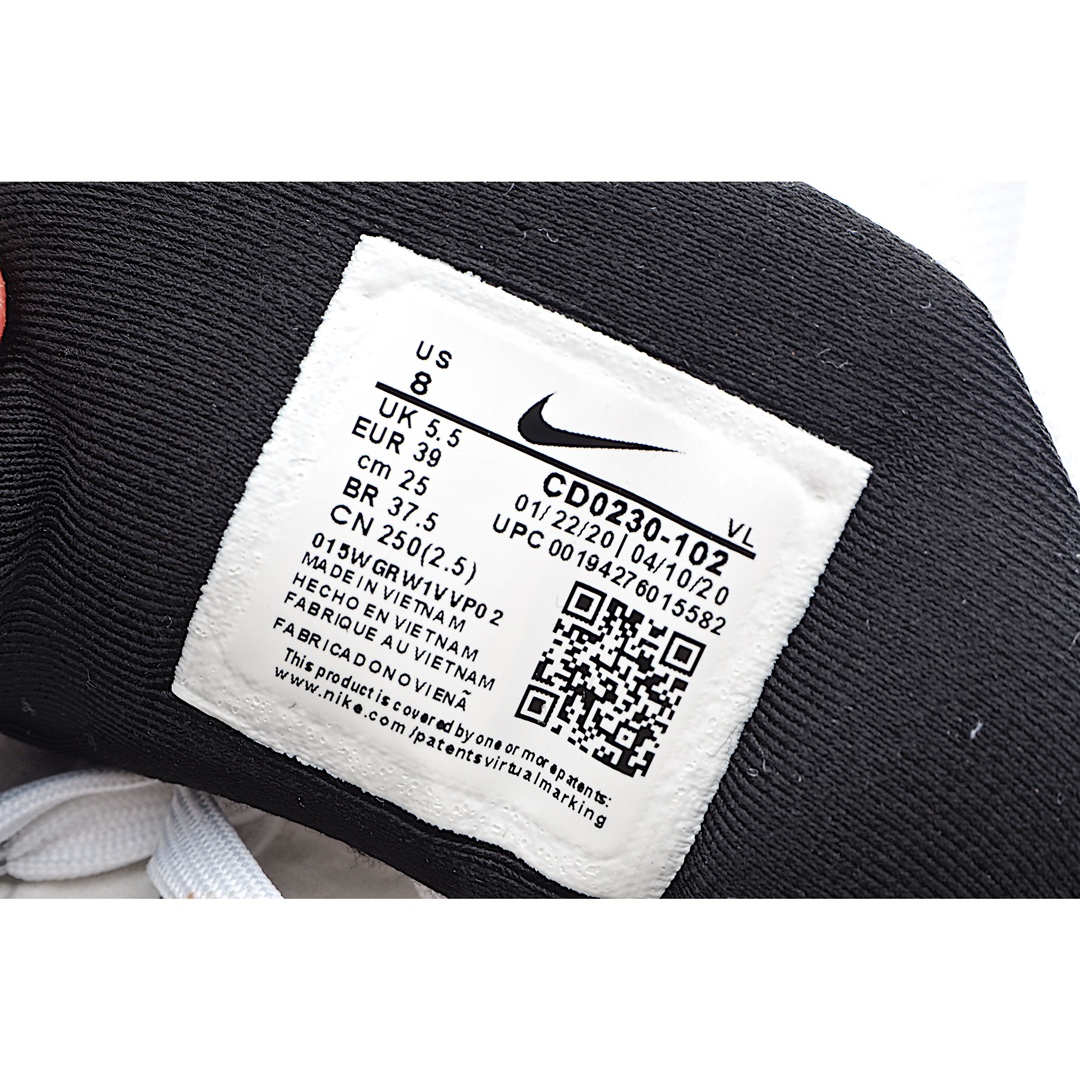 US
8
UK 5.5
EUR 39
cm 25
BR 37.5
CN 250(2.5)
VL
CD0230-102
01/22/20 | 04/10/20
UPC 00194276015582
015WGRW1VVP02
MADE IN VIETNAM
HECHO EN VIETNAM
FABRIQUE AU VIETNAM
FABRICADO NO VIENÃ
This product is covered by one or more patents:
www.nike.com/patentsvirtualmarking